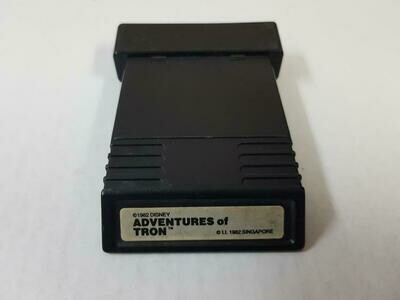 ©1982 DISNEY
ADVENTURES of
TRON™
© I.I. 1982 SINGAPORE